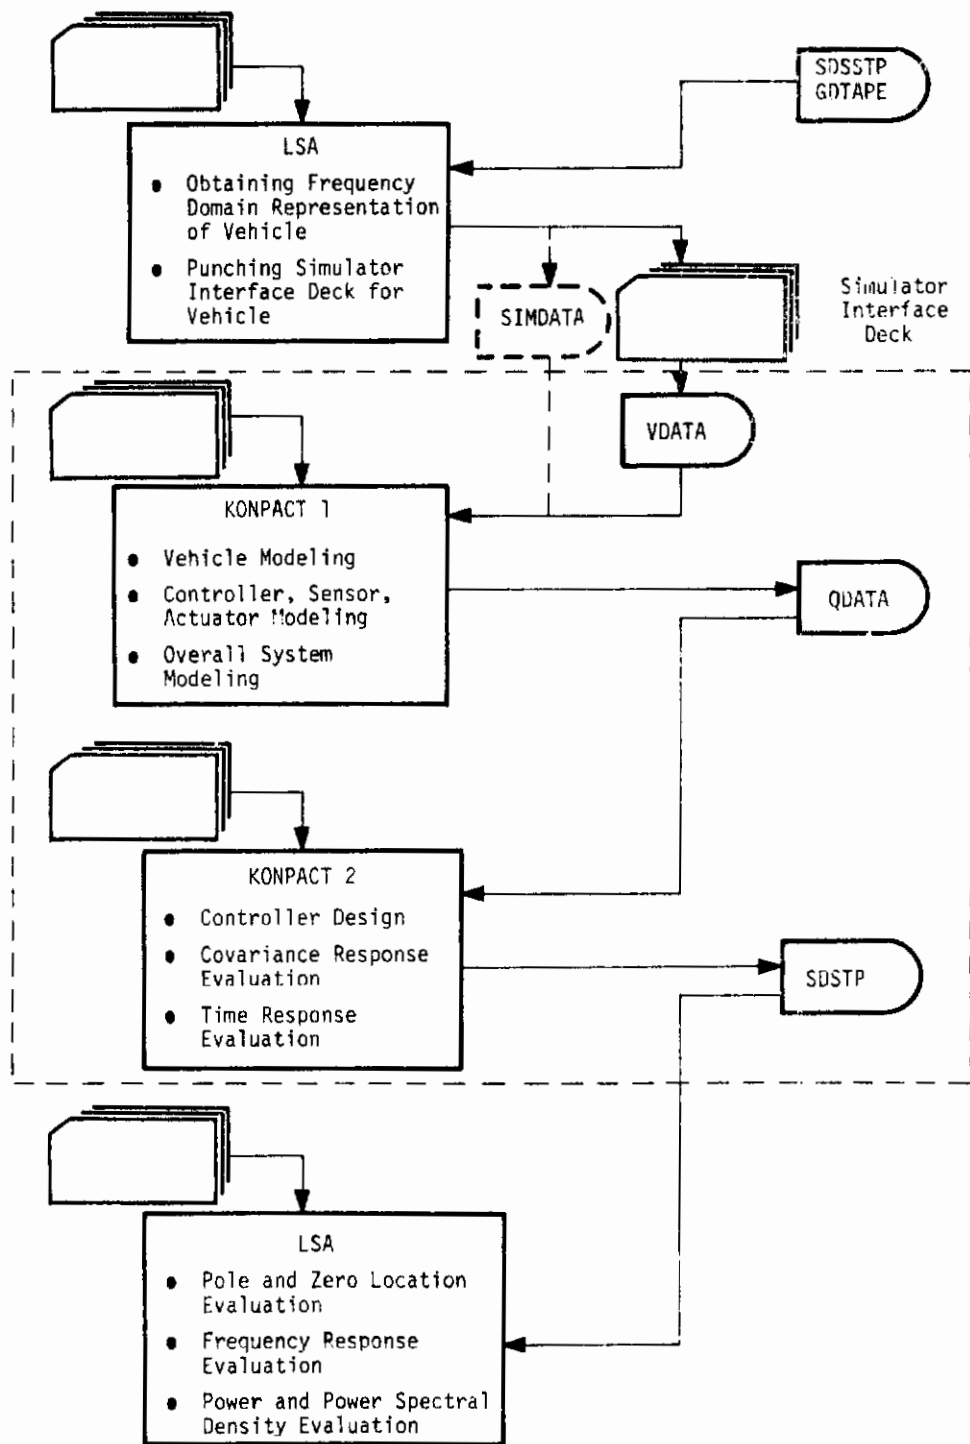 SDSSTP
GDTAPE
LSA
● Obtaining Frequency
Domain Representation
of Vehicle
● Punching Simulator
Interface Deck for
Vehicle
SIMDATA
Simulator
Interface
Deck
VDATA
KONPACT 1
● Vehicle Modeling
● Controller, Sensor,
Actuator Modeling
● Overall System
Modeling
QDATA
KONPACT 2
● Controller Design
● Covariance Response
Evaluation
● Time Response
Evaluation
SDSTP
LSA
● Pole and Zero Location
Evaluation
● Frequency Response
Evaluation
● Power and Power Spectral
Density Evaluation